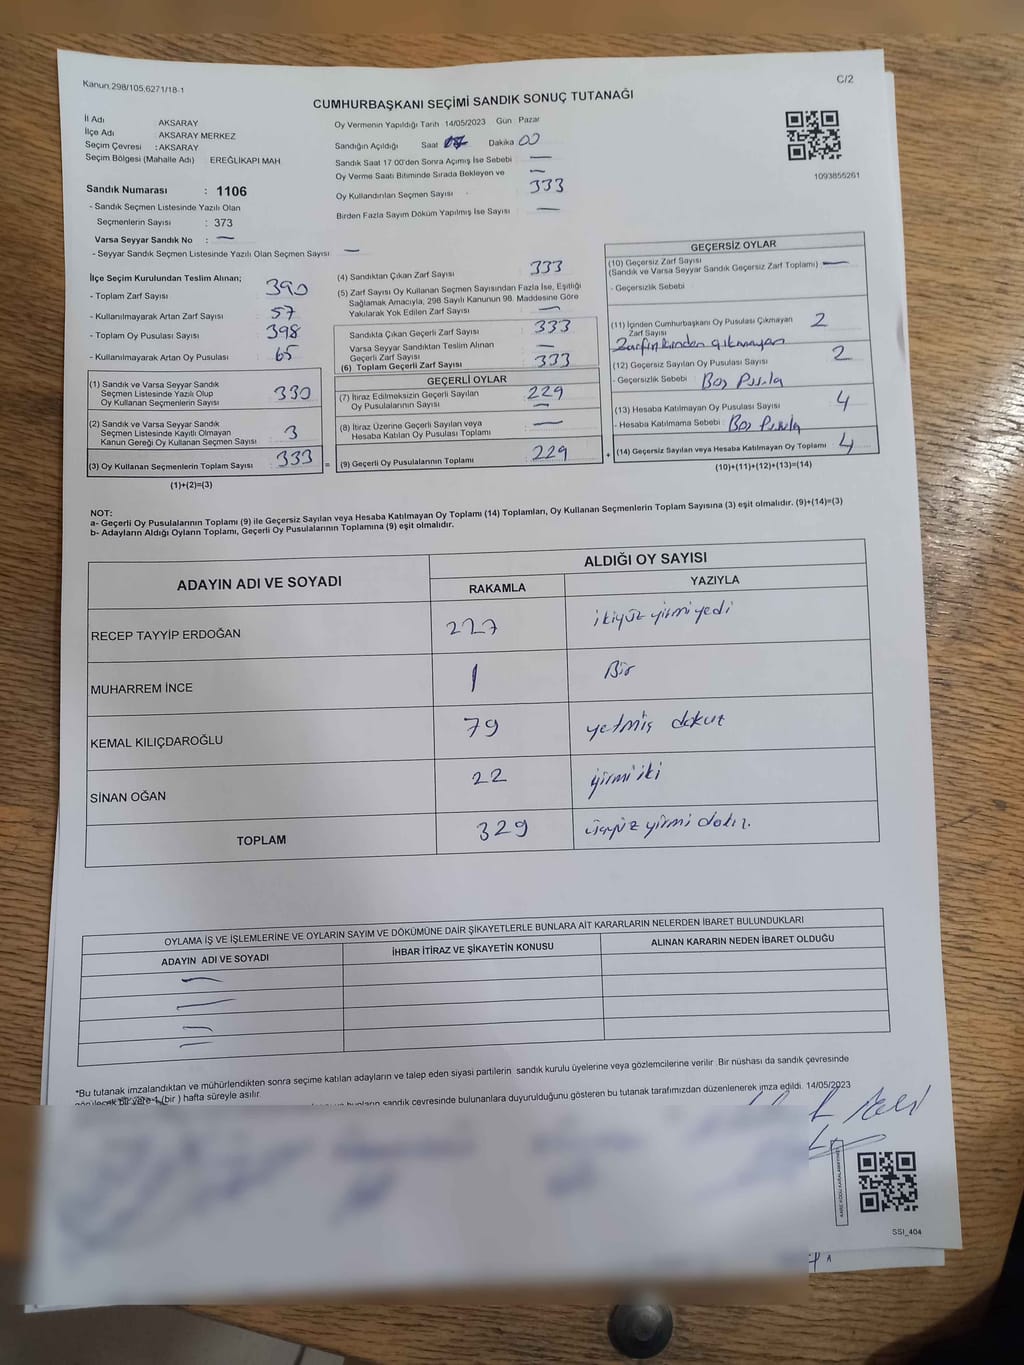 Kanun.298/105,6271/18-1
C/2
CUMHURBAŞKANI SEÇİMİ SANDIK SONUÇ TUTANAĞI
İl Adı AKSARAY
İlçe Adı AKSARAY MERKEZ
Seçim Çevresi : AKSARAY
Seçim Bölgesi (Mahalle Adı) : EREĞLİKAPI MAH
Sandık Numarası : 1106
- Sandık Seçmen Listesinde Yazılı Olan
Seçmenlerin Sayısı : 373
Varsa Seyyar Sandık No : —
- Seyyar Sandık Seçmen Listesinde Yazılı Olan Seçmen Sayısı : —
Oy Vermenin Yapıldığı Tarih 14/05/2023 Gün : Pazar
Sandığın Açıldığı Saat Dakika 00
Sandık Saat 17 00'den Sonra Açımış İse Sebebi —
Oy Verme Saati Bitiminde Sırada Bekleyen ve —
Oy Kullandırılan Seçmen Sayısı 333
Birden Fazla Sayım Döküm Yapılmış İse Sayısı —
1093855261
İlçe Seçim Kurulundan Teslim Alınan;
- Toplam Zarf Sayısı 390
- Kullanılmayarak Artan Zarf Sayısı 57
- Toplam Oy Pusulası Sayısı 398
- Kullanılmayarak Artan Oy Pusulası 65
(1) Sandık ve Varsa Seyyar Sandık
Seçmen Listesinde Yazılı Olup
Oy Kullanan Seçmenlerin Sayısı 330
(2) Sandık ve Varsa Seyyar Sandık
Seçmen Listesinde Kayıtlı Olmayan
Kanun Gereği Oy Kullanan Seçmen Sayısı 3
(3) Oy Kullanan Seçmenlerin Toplam Sayısı 333
(1)+(2)=(3)
(4) Sandıktan Çıkan Zarf Sayısı 333
(5) Zarf Sayısı Oy Kullanan Seçmen Sayısından Fazla İse, Eşitliği
Sağlamak Amacıyla, 298 Sayılı Kanunun 98. Maddesine Göre
Yakılarak Yok Edilen Zarf Sayısı —
Sandıkta Çıkan Geçerli Zarf Sayısı 333
Varsa Seyyar Sandıktan Teslim Alınan
Geçerli Zarf Sayısı —
(6) Toplam Geçerli Zarf Sayısı 333
GEÇERLİ OYLAR
(7) İtiraz Edilmeksizin Geçerli Sayılan
Oy Pusulalarının Sayısı 229
—
(8) İtiraz Üzerine Geçerli Sayılan veya
Hesaba Katılan Oy Pusulası Toplamı —
= (9) Geçerli Oy Pusulalarının Toplamı 229
GEÇERSİZ OYLAR
(10) Geçersiz Zarf Sayısı
(Sandık ve Varsa Seyyar Sandık Geçersiz Zarf Toplamı) —
- Geçersizlik Sebebi
(11) İçinden Cumhurbaşkanı Oy Pusulası Çıkmayan
Zarf Sayısı 2
Zarfın İçinden çıkmayan
(12) Geçersiz Sayılan Oy Pusulası Sayısı 2
- Geçersizlik Sebebi : Boş Pusula
(13) Hesaba Katılmayan Oy Pusulası Sayısı 4
- Hesaba Katılmama Sebebi : Boş Pusula
+ (14) Geçersiz Sayılan veya Hesaba Katılmayan Oy Toplamı 4
(10)+(11)+(12)+(13)=(14)
NOT:
a- Geçerli Oy Pusulalarının Toplamı (9) ile Geçersiz Sayılan veya Hesaba Katılmayan Oy Toplamı (14) Toplamları, Oy Kullanan Seçmenlerin Toplam Sayısına (3) eşit olmalıdır. (9)+(14)=(3)
b- Adayların Aldığı Oyların Toplamı, Geçerli Oy Pusulalarının Toplamına (9) eşit olmalıdır.
ADAYIN ADI VE SOYADI ALDIĞI OY SAYISI
RAKAMLA YAZIYLA
RECEP TAYYİP ERDOĞAN 227 ikiyüz yirmi yedi
MUHARREM İNCE 1 Bir
KEMAL KILIÇDAROĞLU 79 yetmiş dokuz
SİNAN OĞAN 22 yirmi iki
TOPLAM 329 üçyüz yirmi dokuz.
OYLAMA İŞ VE İŞLEMLERİNE VE OYLARIN SAYIM VE DÖKÜMÜNE DAİR ŞİKAYETLERLE BUNLARA AİT KARARLARIN NELERDEN İBARET BULUNDUKLARI
ADAYIN ADI VE SOYADI İHBAR İTİRAZ VE ŞİKAYETİN KONUSU ALINAN KARARIN NEDEN İBARET OLDUĞU
*Bu tutanak imzalandıktan ve mühürlendikten sonra seçime katılan adayların ve talep eden siyasi partilerin sandık kurulu üyelerine veya gözlemcilerine verilir. Bir nüshası da sandık çevresinde
görülecek bir yere 1 (bir ) hafta süreyle asılır.
sandık çevresinde bulunanlara duyurulduğunu gösteren bu tutanak tarafımızdan düzenlenerek imza edildi. 14/05/2023
SSI_404